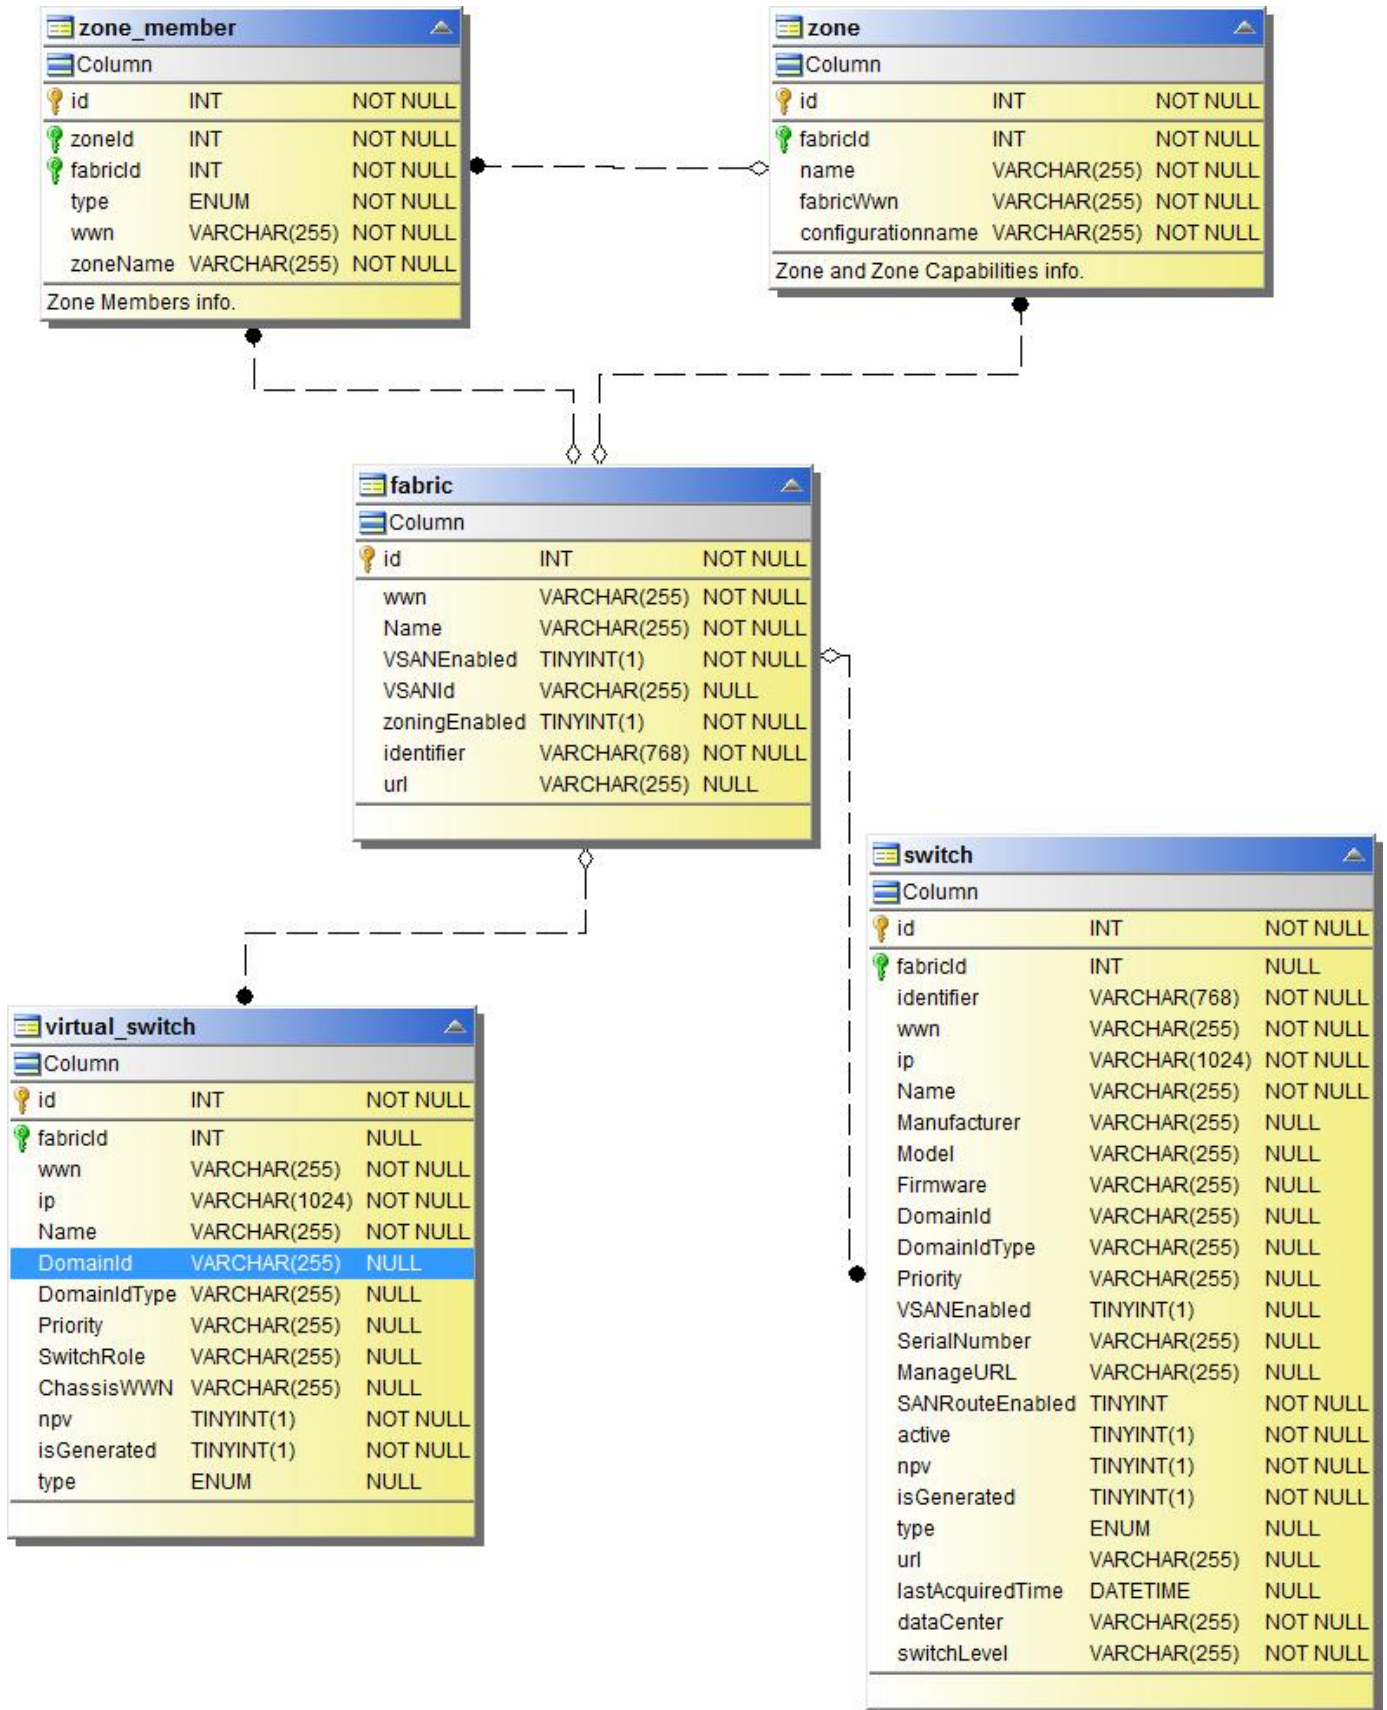 zone_member
Column
id INT NOT NULL
zoneId INT NOT NULL
fabricId INT NOT NULL
type ENUM NOT NULL
wwn VARCHAR(255) NOT NULL
zoneName VARCHAR(255) NOT NULL
Zone Members info.
zone
Column
id INT NOT NULL
fabricId INT NOT NULL
name VARCHAR(255) NOT NULL
fabricWwn VARCHAR(255) NOT NULL
configurationname VARCHAR(255) NOT NULL
Zone and Zone Capabilities info.
fabric
Column
id INT NOT NULL
wwn VARCHAR(255) NOT NULL
Name VARCHAR(255) NOT NULL
VSANEnabled TINYINT(1) NOT NULL
VSANId VARCHAR(255) NULL
zoningEnabled TINYINT(1) NOT NULL
identifier VARCHAR(768) NOT NULL
url VARCHAR(255) NULL
virtual_switch
Column
id INT NOT NULL
fabricId INT NULL
wwn VARCHAR(255) NOT NULL
ip VARCHAR(1024) NOT NULL
Name VARCHAR(255) NOT NULL
DomainId VARCHAR(255) NULL
DomainIdType VARCHAR(255) NULL
Priority VARCHAR(255) NULL
SwitchRole VARCHAR(255) NULL
ChassisWWN VARCHAR(255) NULL
npv TINYINT(1) NOT NULL
isGenerated TINYINT(1) NOT NULL
type ENUM NULL
switch
Column
id INT NOT NULL
fabricId INT NULL
identifier VARCHAR(768) NOT NULL
wwn VARCHAR(255) NOT NULL
ip VARCHAR(1024) NOT NULL
Name VARCHAR(255) NOT NULL
Manufacturer VARCHAR(255) NULL
Model VARCHAR(255) NULL
Firmware VARCHAR(255) NULL
DomainId VARCHAR(255) NULL
DomainIdType VARCHAR(255) NULL
Priority VARCHAR(255) NULL
VSANEnabled TINYINT(1) NULL
SerialNumber VARCHAR(255) NULL
ManageURL VARCHAR(255) NULL
SANRouteEnabled TINYINT NOT NULL
active TINYINT(1) NOT NULL
npv TINYINT(1) NOT NULL
isGenerated TINYINT(1) NOT NULL
type ENUM NULL
url VARCHAR(255) NULL
lastAcquiredTime DATETIME NULL
dataCenter VARCHAR(255) NOT NULL
switchLevel VARCHAR(255) NOT NULL